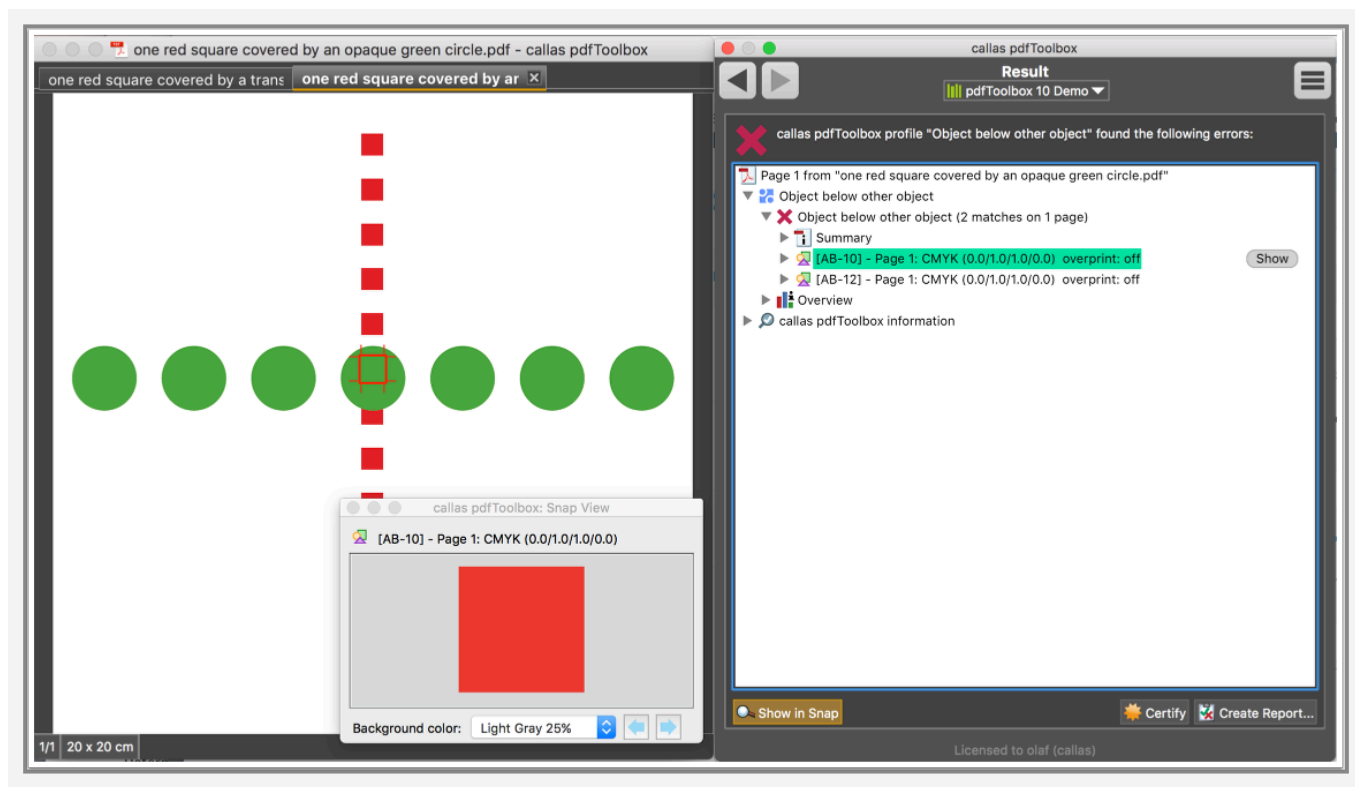 one red square covered by an opaque green circle.pdf - callas pdfToolbox
one red square covered by a trans
one red square covered by ar
callas pdfToolbox: Snap View
[AB-10] - Page 1: CMYK (0.0/1.0/1.0/0.0)
Background color: Light Gray 25%
1/1 20 x 20 cm
callas pdfToolbox
Result
pdfToolbox 10 Demo
callas pdfToolbox profile "Object below other object" found the following errors:
Page 1 from "one red square covered by an opaque green circle.pdf"
Object below other object
Object below other object (2 matches on 1 page)
Summary
[AB-10] - Page 1: CMYK (0.0/1.0/1.0/0.0) overprint: off
Show
[AB-12] - Page 1: CMYK (0.0/1.0/1.0/0.0) overprint: off
Overview
callas pdfToolbox information
Show in Snap
Certify
Create Report...
Licensed to olaf (callas)